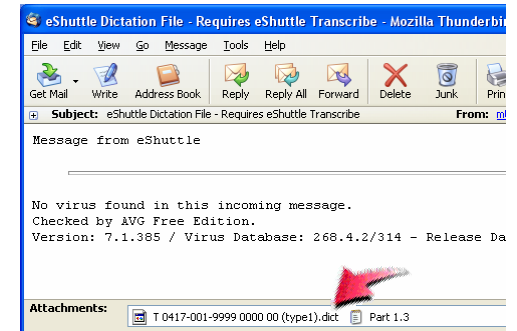 eShuttle Dictation File - Requires eShuttle Transcribe - Mozilla
File Edit View Go Message Tools Help
Get Mail Write Address Book Reply Reply All Forward Delete Junk
Subject: eShuttle Dictation File - Requires eShuttle Transcribe From:
Message from eShuttle
No virus found in this incoming message.
Checked by AVG Free Edition.
Version: 7.1.385 / Virus Database: 268.4.2/314 - Release
Attachments:
T 0417-001-9999 0000 00 (type1).dict Part 1.3